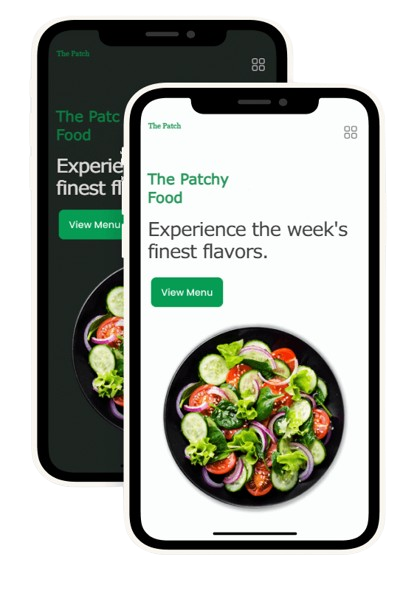 The Patch
The Patc
Food
Experie
finest fl
View Menu
The Patch
The Patchy
Food
Experience the week's
finest flavors.
View Menu